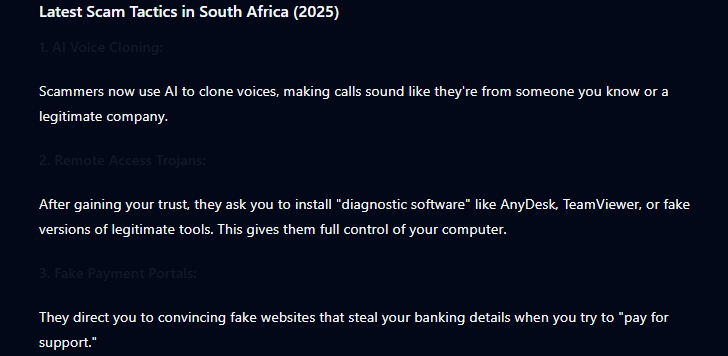 Latest Scam Tactics in South Africa (2025)
1. AI Voice Cloning:
Scammers now use AI to clone voices, making calls sound like they're from someone you know or a
legitimate company.
2. Remote Access Trojans:
After gaining your trust, they ask you to install "diagnostic software" like AnyDesk, TeamViewer, or fake
versions of legitimate tools. This gives them full control of your computer.
3. Fake Payment Portals:
They direct you to convincing fake websites that steal your banking details when you try to "pay for
support."